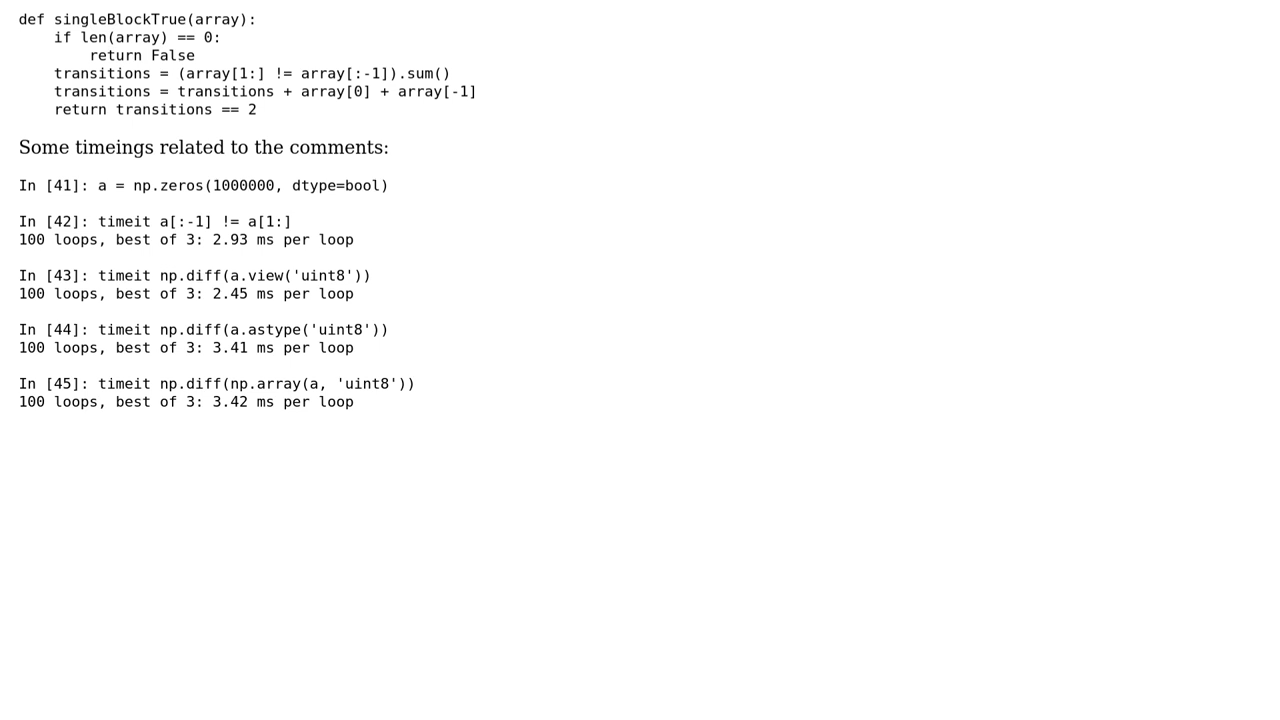 def singleBlockTrue(array):
    if len(array) == 0:
        return False
    transitions = (array[1:] != array[:-1]).sum()
    transitions = transitions + array[0] + array[-1]
    return transitions == 2
Some timeings related to the comments:
In [41]: a = np.zeros(1000000, dtype=bool)
In [42]: timeit a[:-1] != a[1:]
100 loops, best of 3: 2.93 ms per loop
In [43]: timeit np.diff(a.view('uint8'))
100 loops, best of 3: 2.45 ms per loop
In [44]: timeit np.diff(a.astype('uint8'))
100 loops, best of 3: 3.41 ms per loop
In [45]: timeit np.diff(np.array(a, 'uint8'))
100 loops, best of 3: 3.42 ms per loop